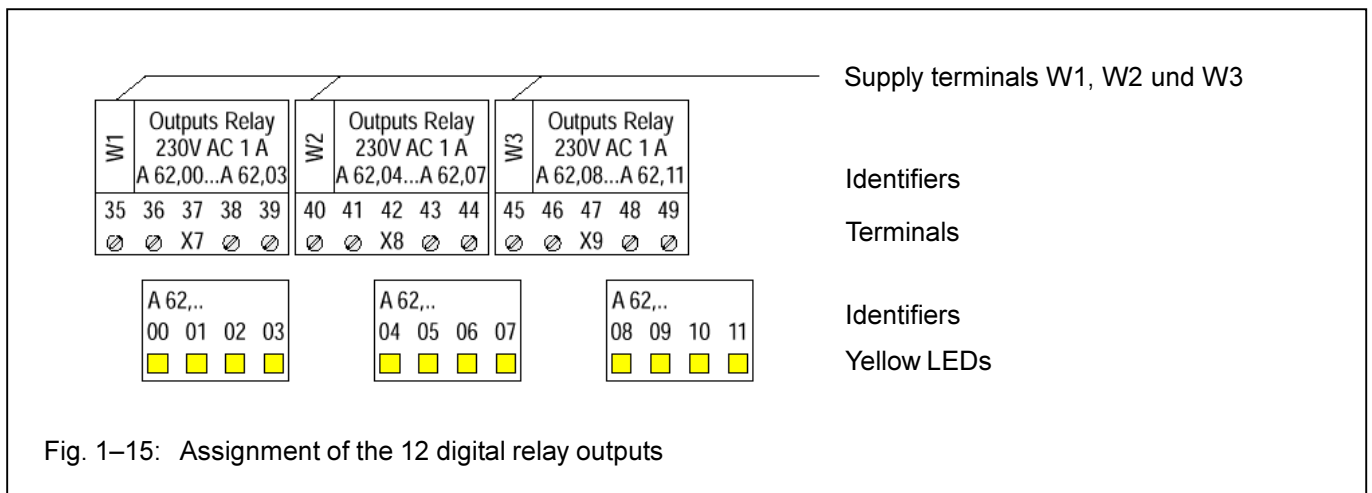 Supply terminals W1, W2 und W3
W1 Outputs Relay W2 Outputs Relay W3 Outputs Relay
230V AC 1 A 230V AC 1 A 230V AC 1 A
A 62,00...A 62,03 A 62,04...A 62,07 A 62,08...A 62,11 Identifiers
35 36 37 38 39 40 41 42 43 44 45 46 47 48 49
X7 X8 X9 Terminals
A 62,.. A 62,.. A 62,.. Identifiers
00 01 02 03 04 05 06 07 08 09 10 11
Yellow LEDs
Fig. 1–15: Assignment of the 12 digital relay outputs